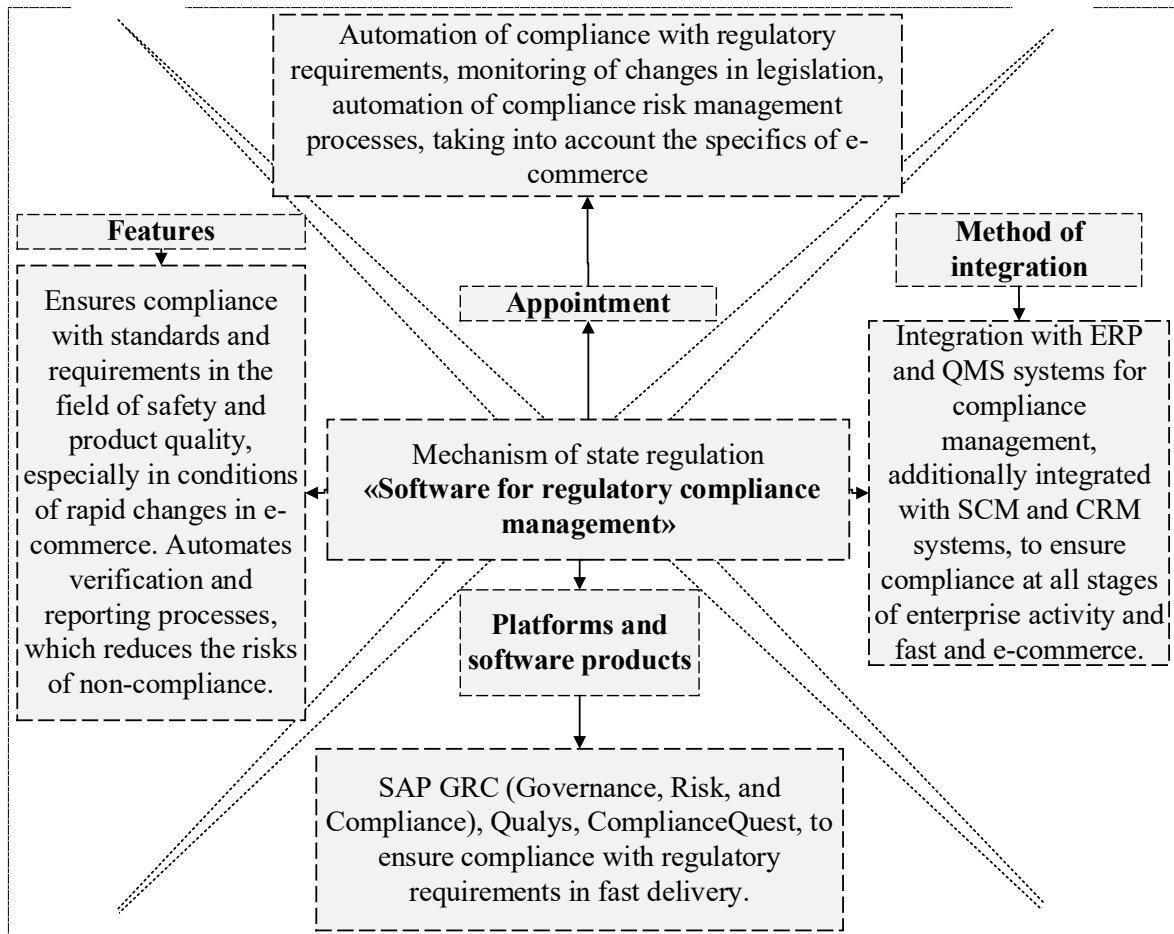 Automation of compliance with regulatory
requirements, monitoring of changes in legislation,
automation of compliance risk management
processes, taking into account the specifics of e-
commerce
Features
Ensures compliance
with standards and
requirements in the
field of safety and
product quality,
especially in conditions
of rapid changes in e-
commerce. Automates
verification and
reporting processes,
which reduces the risks
of non-compliance.
Appointment
Method of
integration
Integration with ERP
and QMS systems for
compliance
management,
additionally integrated
with SCM and CRM
systems, to ensure
compliance at all stages
of enterprise activity and
fast and e-commerce.
Mechanism of state regulation
«Software for regulatory compliance
management»
Platforms and
software products
SAP GRC (Governance, Risk, and
Compliance), Qualys, ComplianceQuest, to
ensure compliance with regulatory
requirements in fast delivery.